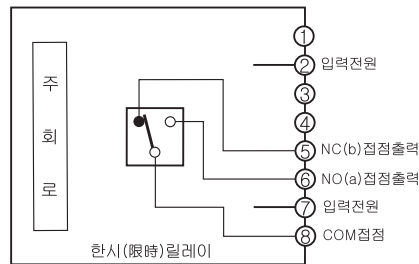 주
회
로
①
② 입력전원
③
④
⑤ NC(b)접점출력
⑥ NO(a)접점출력
⑦ 입력전원
⑧ COM접점
한시(限時)릴레이